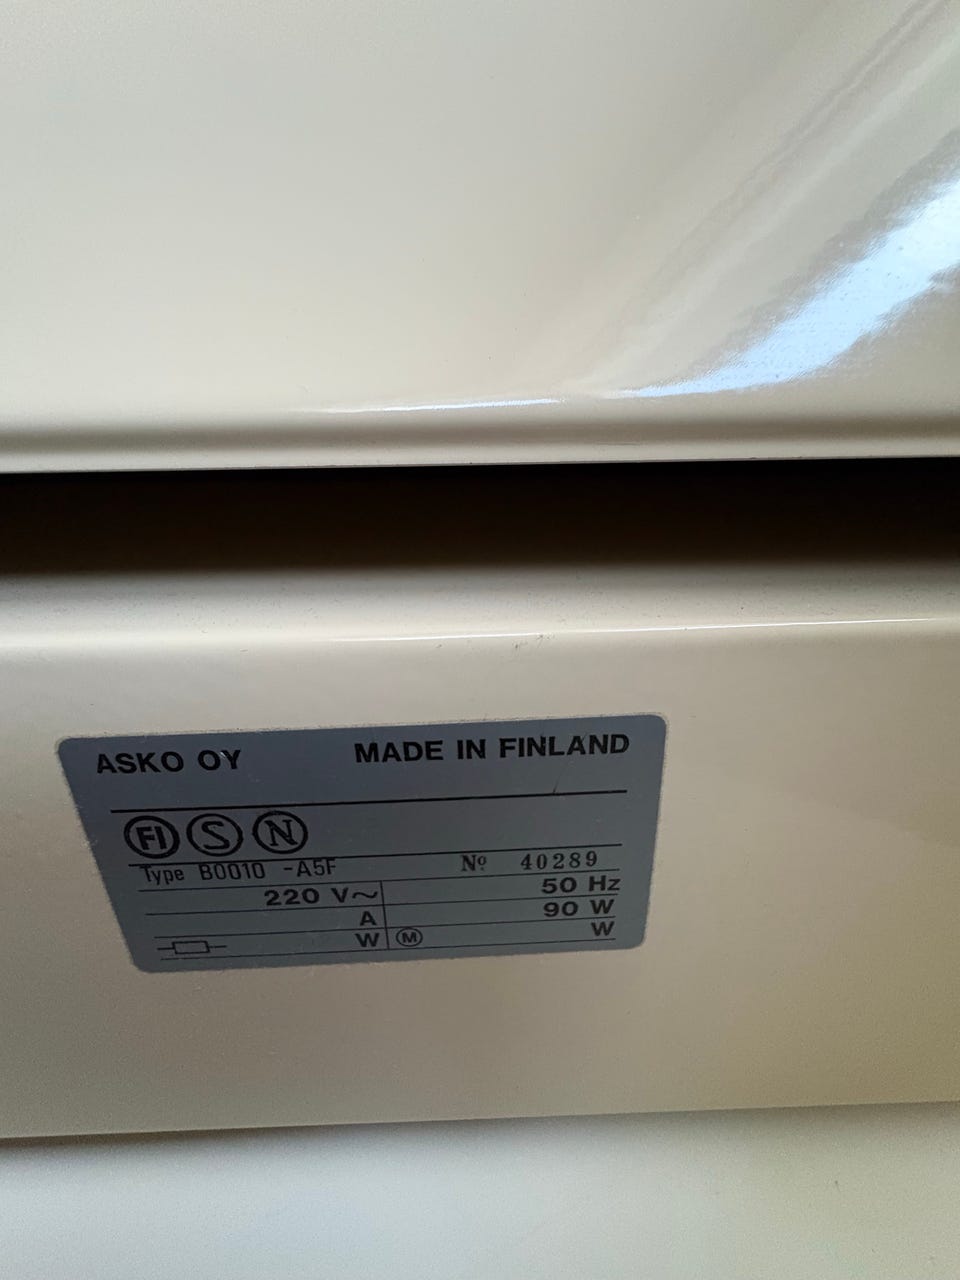 ASKO OY MADE IN FINLAND
FI S N
Type B0010 -A5F Nº 40289
220 V~ 50 Hz
A 90 W
W M W